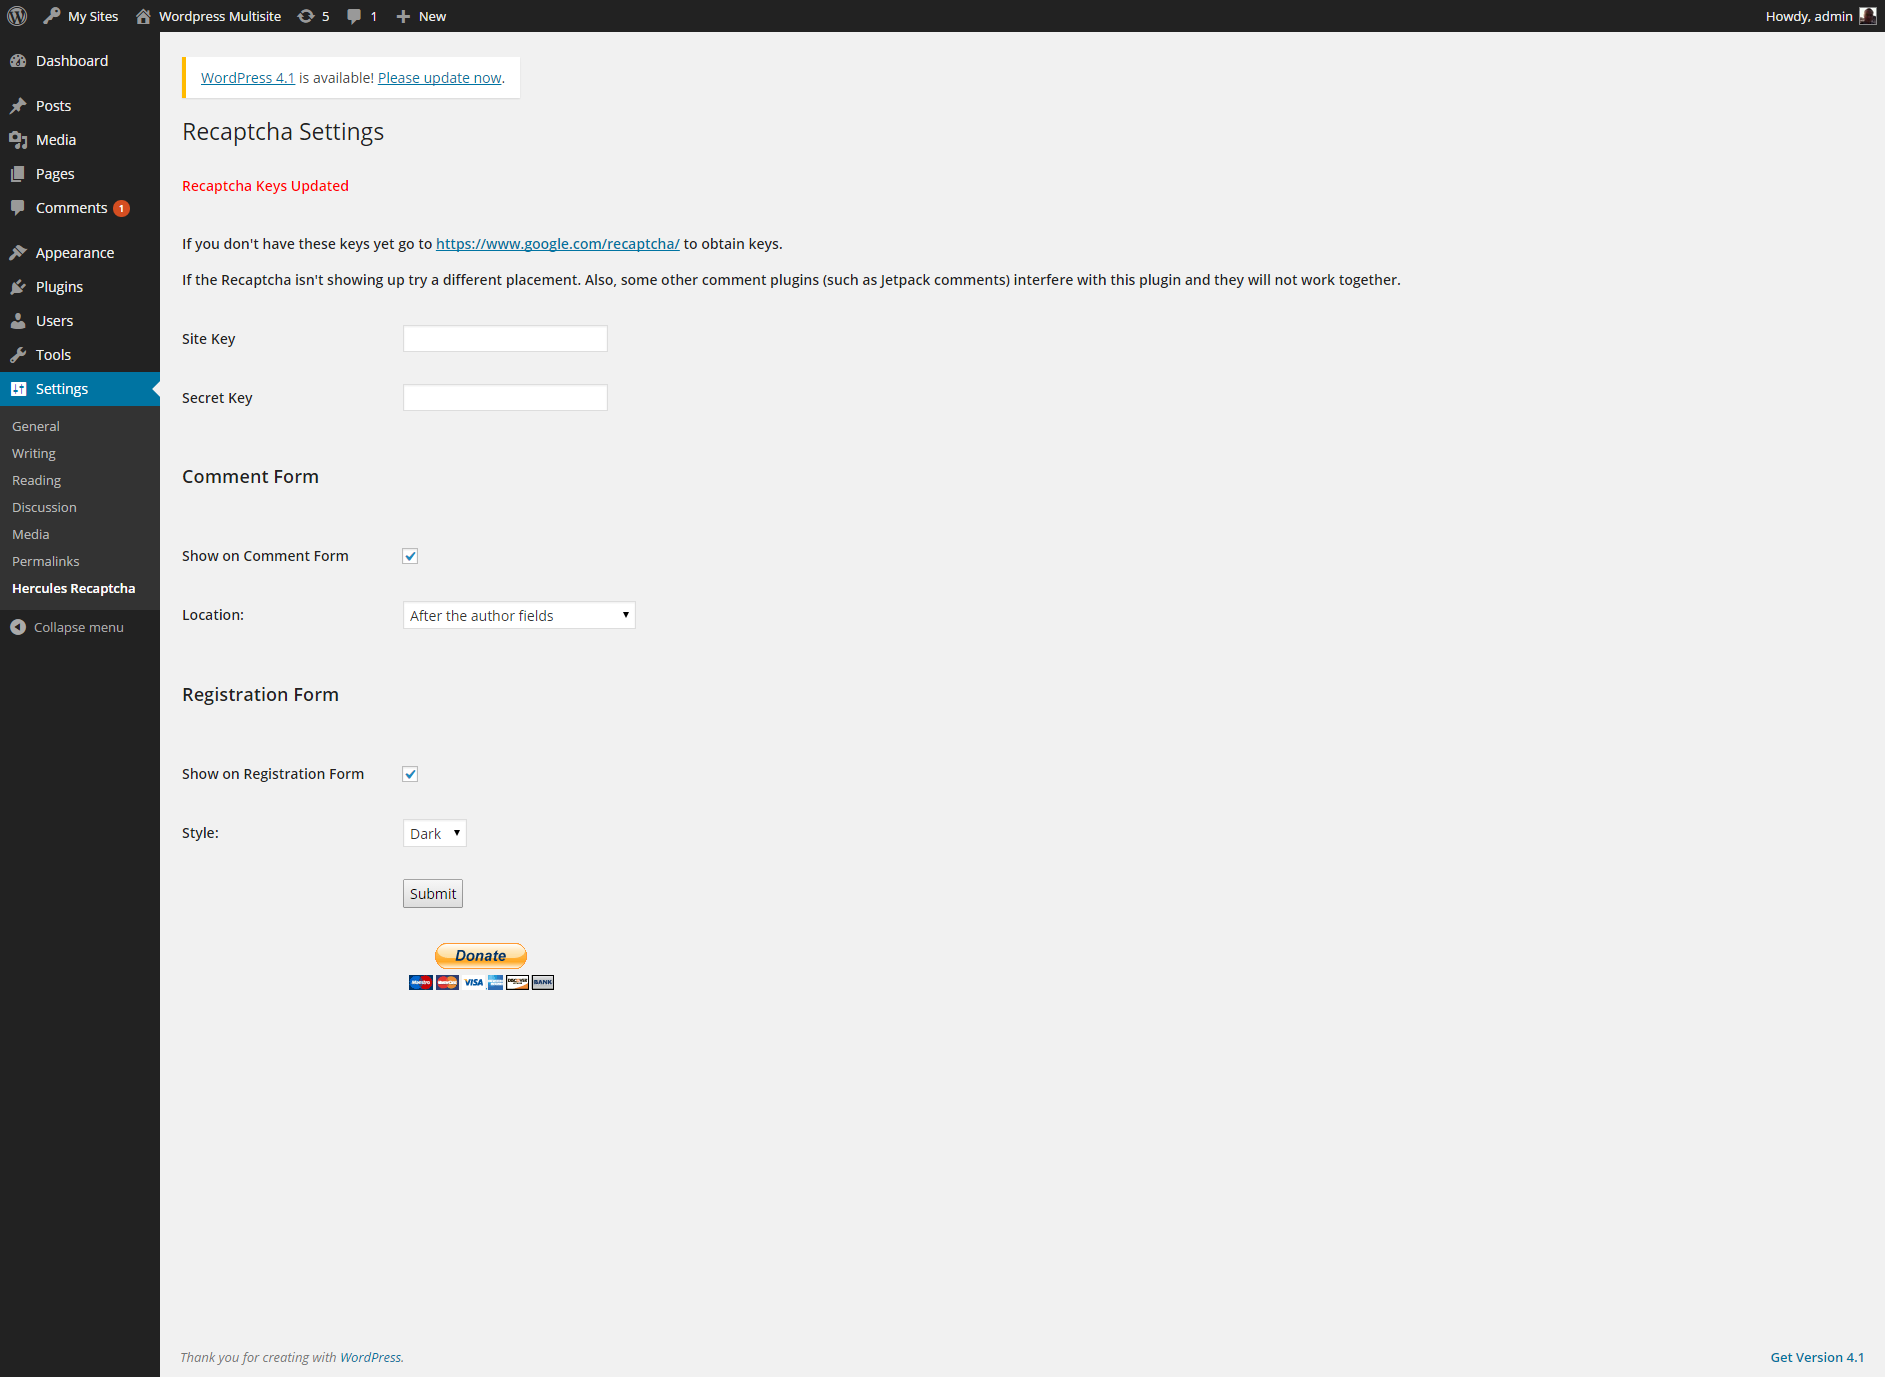 My Sites Wordpress Multisite 5 1 New Howdy, admin
Dashboard
Posts
Media
Pages
Comments 1
Appearance
Plugins
Users
Tools
Settings
General
Writing
Reading
Discussion
Media
Permalinks
Hercules Recaptcha
Collapse menu
WordPress 4.1 is available! Please update now.
Recaptcha Settings
Recaptcha Keys Updated
If you don't have these keys yet go to https://www.google.com/recaptcha/ to obtain keys.
If the Recaptcha isn't showing up try a different placement. Also, some other comment plugins (such as Jetpack comments) interfere with this plugin and they will not work together.
Site Key
Secret Key
Comment Form
Show on Comment Form
Location: After the author fields
Registration Form
Show on Registration Form
Style: Dark
Submit
Donate
Maestro MasterCard VISA DISCOVER BANK
Thank you for creating with WordPress.
Get Version 4.1